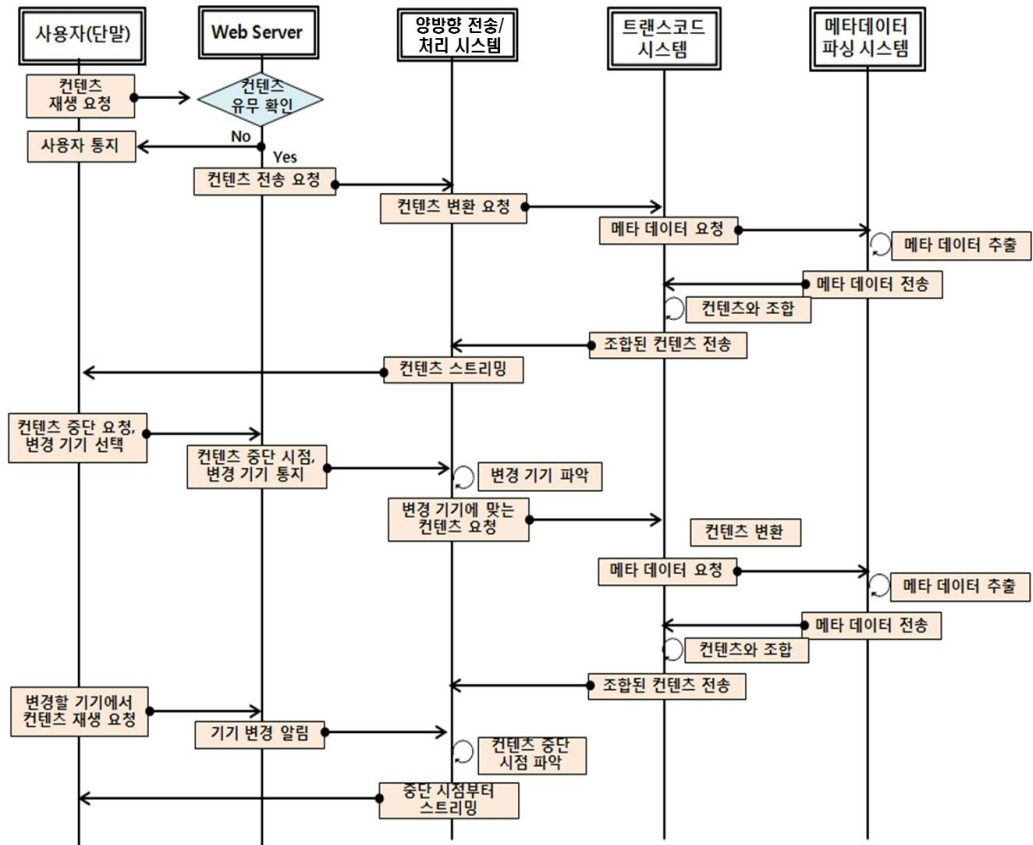 사용자(단말)
Web Server
양방향 전송/
처리 시스템
트랜스코드
시스템
메타데이터
파싱 시스템
컨텐츠
재생 요청
컨텐츠
유무 확인
사용자 통지
No
Yes
컨텐츠 전송 요청
컨텐츠 변환 요청
메타 데이터 요청
메타 데이터 추출
메타 데이터 전송
컨텐츠와 조합
조합된 컨텐츠 전송
컨텐츠 스트리밍
컨텐츠 중단 요청,
변경 기기 선택
컨텐츠 중단 시점,
변경 기기 통지
변경 기기 파악
변경 기기에 맞는
컨텐츠 요청
컨텐츠 변환
메타 데이터 요청
메타 데이터 추출
메타 데이터 전송
컨텐츠와 조합
조합된 컨텐츠 전송
변경할 기기에서
컨텐츠 재생 요청
기기 변경 알림
컨텐츠 중단
시점 파악
중단 시점부터
스트리밍